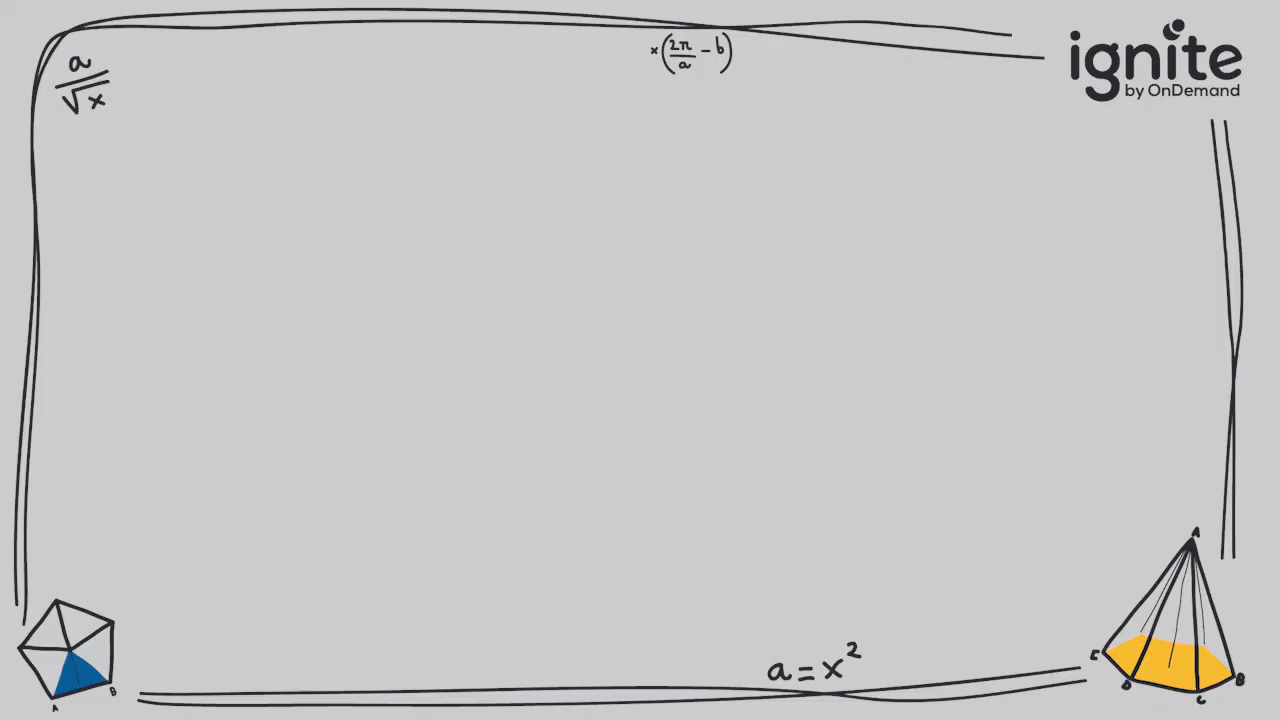 ×(2π/a − b)
ignite
by OnDemand
a/√x
a = x²
A
E
D
B
C
B
A